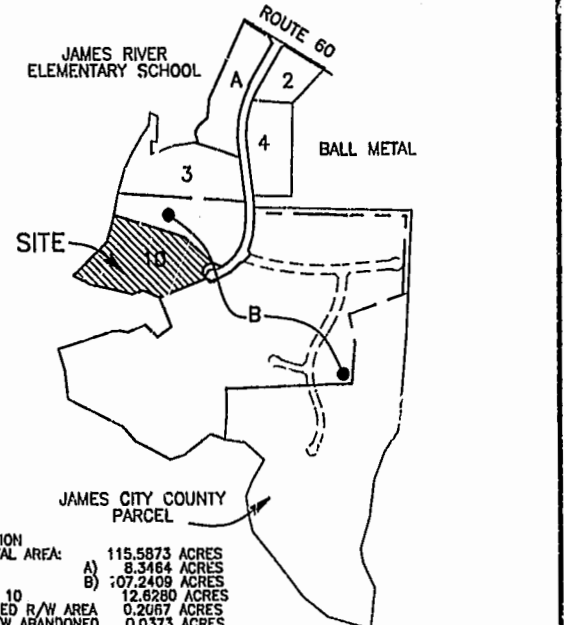 ROUTE 60
JAMES RIVER
ELEMENTARY SCHOOL
A
2
4
BALL METAL
3
SITE
10
B
JAMES CITY COUNTY
PARCEL
ION
AL AREA: 115.5873 ACRES
A) 8.3464 ACRES
B) 107.2409 ACRES
10 12.6280 ACRES
ED R/W AREA 0.2067 ACRES
W ABANDONED 0.0373 ACRES